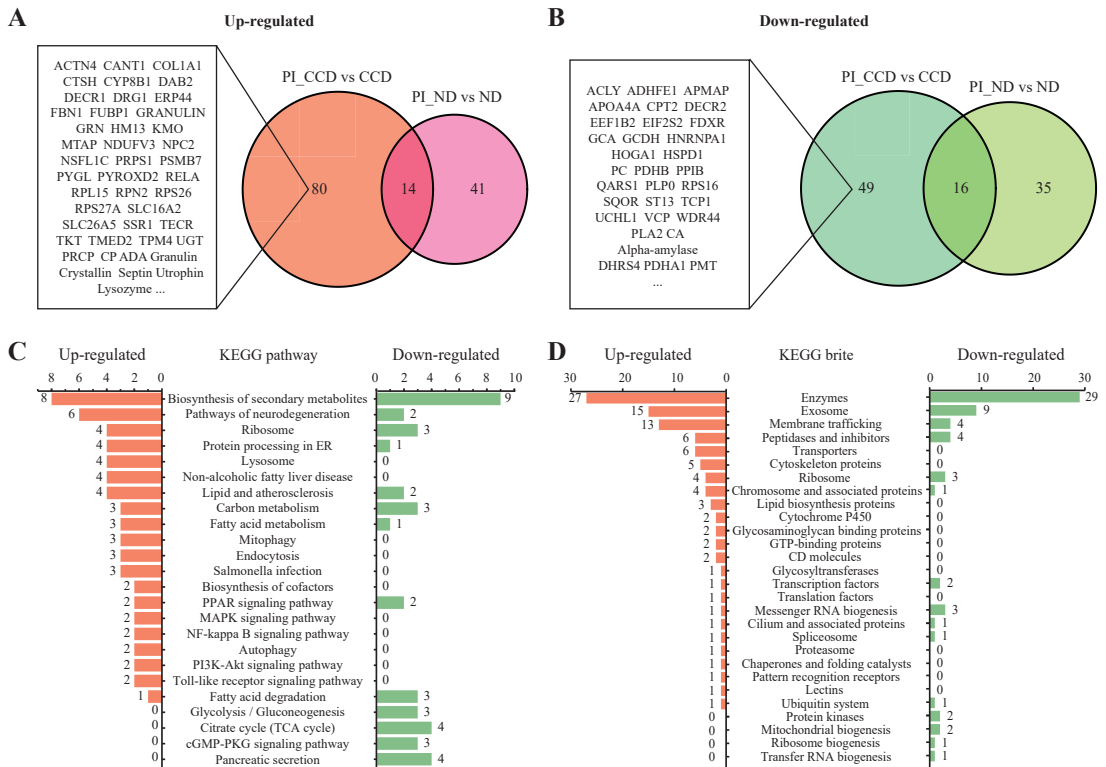 A
Up-regulated
ACTN4 CANT1 COL1A1
CTSH CYP8B1 DAB2
DECR1 DRG1 ERP44
FBN1 FUBP1 GRANULIN
GRN HM13 KMO
MTAP NDUFV3 NPC2
NSFL1C PRPS1 PSMB7
PYGL PYROXD2 RELA
RPL15 RPN2 RPS26
RPS27A SLC16A2
SLC26A5 SSR1 TECR
TKT TMED2 TPM4 UGT
PRCP CP ADA Granulin
Crystallin Septin Utrophin
Lysozyme ...
PI_CCD vs CCD
PI_ND vs ND
80
14
41
B
Down-regulated
ACLY ADHFE1 APMAP
APOA4A CPT2 DECR2
EEF1B2 EIF2S2 FDXR
GCA GCDH HNRNPA1
HOGA1 HSPD1
PC PDHB PPIB
QARS1 PLP0 RPS16
SQOR ST13 TCP1
UCHL1 VCP WDR44
PLA2 CA
Alpha-amylase
DHRS4 PDHA1 PMT
...
PI_CCD vs CCD
PI_ND vs ND
49
16
35
C
Up-regulated KEGG pathway Down-regulated
8 6 4 2 0 0 2 4 6 8 10
8 Biosynthesis of secondary metabolites 9
6 Pathways of neurodegeneration 2
4 Ribosome 3
4 Protein processing in ER 1
4 Lysosome 0
4 Non-alcoholic fatty liver disease 0
4 Lipid and atherosclerosis 2
3 Carbon metabolism 3
3 Fatty acid metabolism 1
3 Mitophagy 0
3 Endocytosis 0
3 Salmonella infection 0
2 Biosynthesis of cofactors 0
2 PPAR signaling pathway 2
2 MAPK signaling pathway 0
2 NF-kappa B signaling pathway 0
2 Autophagy 0
2 PI3K-Akt signaling pathway 0
2 Toll-like receptor signaling pathway 0
1 Fatty acid degradation 3
0 Glycolysis / Gluconeogenesis 3
0 Citrate cycle (TCA cycle) 4
0 cGMP-PKG signaling pathway 3
0 Pancreatic secretion 4
D
Up-regulated KEGG brite Down-regulated
30 20 10 0 0 10 20 30
27 Enzymes 29
15 Exosome 9
13 Membrane trafficking 4
6 Peptidases and inhibitors 4
6 Transporters 0
5 Cytoskeleton proteins 0
4 Ribosome 3
4 Chromosome and associated proteins 1
3 Lipid biosynthesis proteins 0
2 Cytochrome P450 0
2 Glycosaminoglycan binding proteins 0
2 GTP-binding proteins 0
2 CD molecules 0
1 Glycosyltransferases 0
1 Transcription factors 2
1 Translation factors 0
1 Messenger RNA biogenesis 3
1 Cilium and associated proteins 1
1 Spliceosome 1
1 Proteasome 0
1 Chaperones and folding catalysts 0
1 Pattern recognition receptors 0
1 Lectins 0
1 Ubiquitin system 1
0 Protein kinases 2
0 Mitochondrial biogenesis 2
0 Ribosome biogenesis 1
0 Transfer RNA biogenesis 1